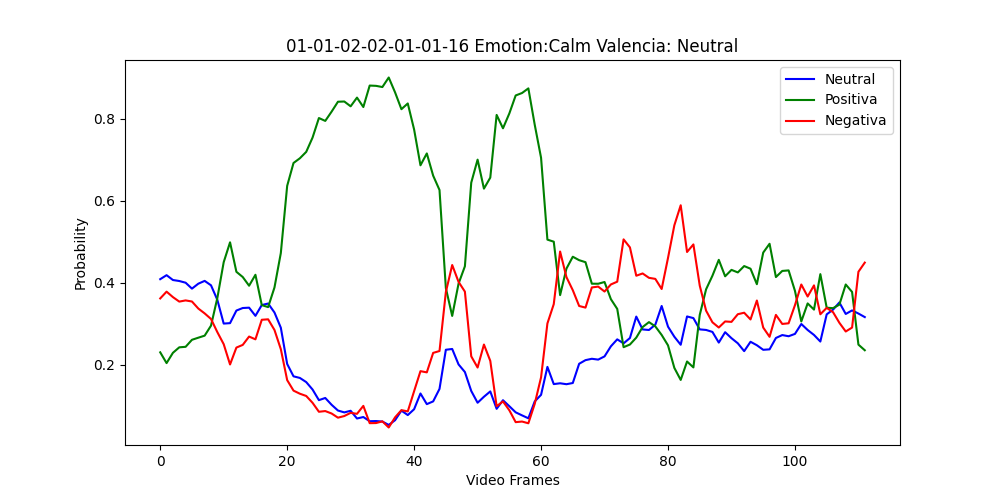 01-01-02-02-01-01-16 Emotion:Calm Valencia: Neutral
Neutral
Positiva
Negativa
Probability
0.8
0.6
0.4
0.2
0 20 40 60 80 100
Video Frames